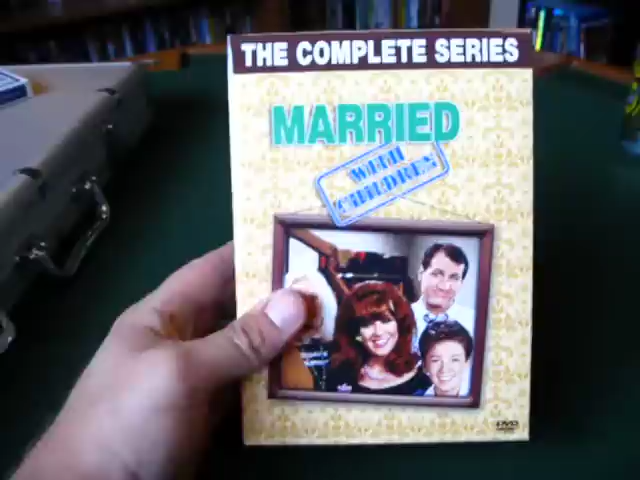 THE COMPLETE SERIES
MARRIED
WITH
CHILDREN
DVD